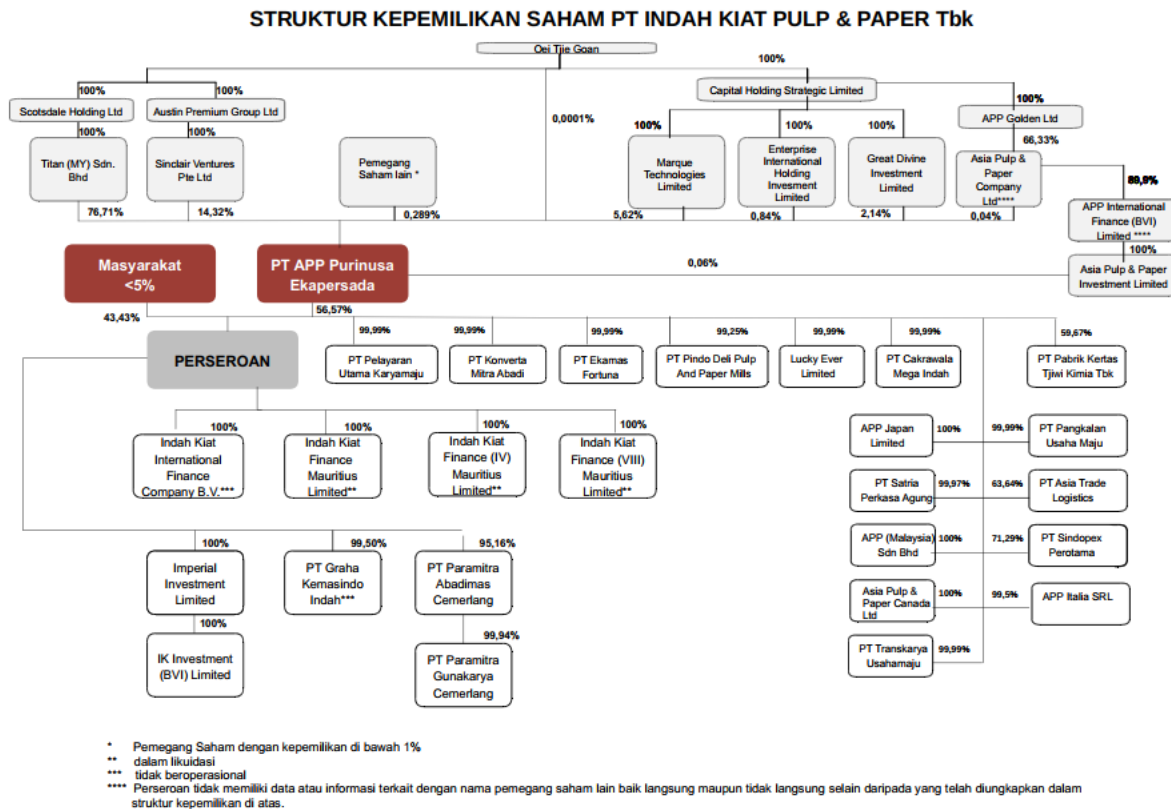 STRUKTUR KEPEMILIKAN SAHAM PT INDAH KIAT PULP & PAPER Tbk
Oei Tjie Goan
100%
100%
100%
Scotsdale Holding Ltd
Austin Premium Group Ltd
Capital Holding Strategic Limited
100%
APP Golden Ltd
0,0001%
100%
100%
100%
100%
100%
66,33%
Titan (MY) Sdn.
Bhd
Sinclair Ventures
Pte Ltd
Pemegang
Saham lain *
Marque
Technologies
Limited
Enterprise
International
Holding
Invesment
Limited
Great Divine
Investment
Limited
Asia Pulp &
Paper
Company
Ltd****
89,9%
76,71%
14,32%
0,289%
5,62%
0,84%
2,14%
0,04%
APP International
Finance (BVI)
Limited ****
100%
Asia Pulp & Paper
Investment Limited
0,06%
Masyarakat
<5%
PT APP Purinusa
Ekapersada
43,43%
56,57%
PERSEROAN
99,99%
99,99%
99,99%
99,25%
99,99%
99,99%
59,67%
PT Pelayaran
Utama Karyamaju
PT Konverta
Mitra Abadi
PT Ekamas
Fortuna
PT Pindo Deli Pulp
And Paper Mills
Lucky Ever
Limited
PT Cakrawala
Mega Indah
PT Pabrik Kertas
Tjiwi Kimia Tbk
100%
100%
100%
100%
Indah Kiat
International
Finance
Company B.V.***
Indah Kiat
Finance
Mauritius
Limited**
Indah Kiat
Finance (IV)
Mauritius
Limited**
Indah Kiat
Finance (VIII)
Mauritius
Limited**
APP Japan
Limited
100%
99,99%
PT Pangkalan
Usaha Maju
PT Satria
Perkasa Agung
99,97%
63,64%
PT Asia Trade
Logistics
APP (Malaysia)
Sdn Bhd
100%
71,29%
PT Sindopex
Perotama
Asia Pulp &
Paper Canada
Ltd
100%
99,5%
APP Italia SRL
PT Transkarya
Usahamaju
99,99%
100%
99,50%
95,16%
Imperial
Investment
Limited
PT Graha
Kemasindo
Indah***
PT Paramitra
Abadimas
Cemerlang
100%
99,94%
IK Investment
(BVI) Limited
PT Paramitra
Gunakarya
Cemerlang
* Pemegang Saham dengan kepemilikan di bawah 1%
** dalam likuidasi
*** tidak beroperasional
**** Perseroan tidak memiliki data atau informasi terkait dengan nama pemegang saham lain baik langsung maupun tidak langsung selain daripada yang telah diungkapkan dalam
struktur kepemilikan di atas.